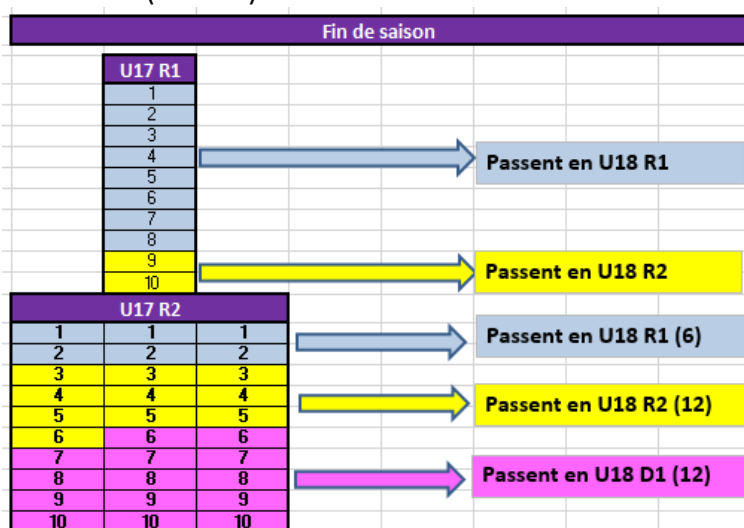 Fin de saison
U17 R1
1
2
3
4
5
6
7
8
9
10
Passent en U18 R1
Passent en U18 R2
U17 R2
1 1 1
2 2 2
3 3 3
4 4 4
5 5 5
6 6 6
7 7 7
8 8 8
9 9 9
10 10 10
Passent en U18 R1 (6)
Passent en U18 R2 (12)
Passent en U18 D1 (12)